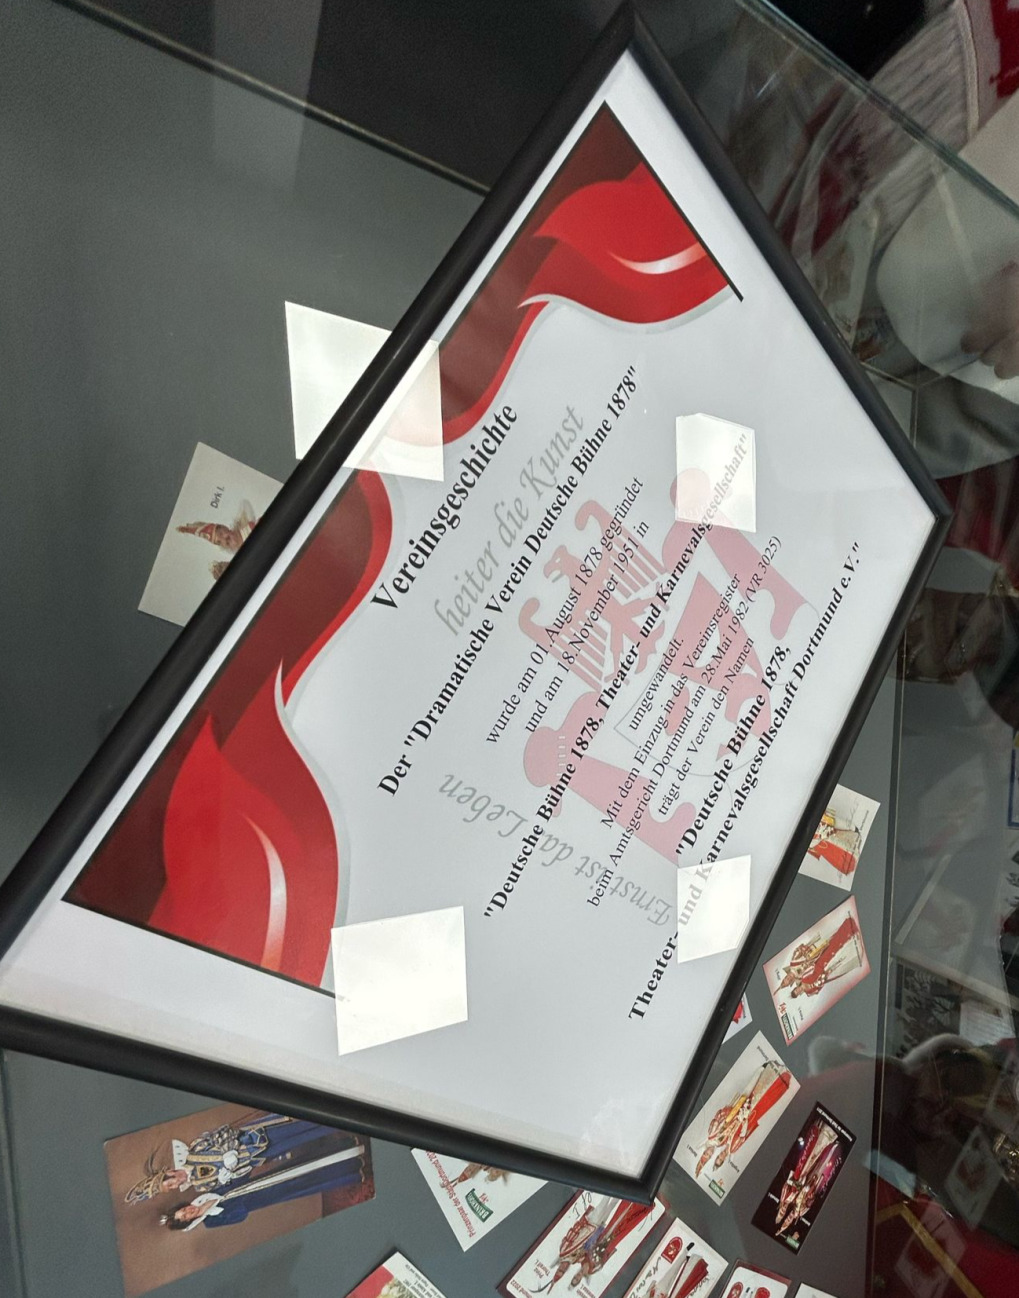 Vereinsgeschichte
heiter die Kunst
Der "Dramatische Verein Deutsche Bühne 1878"
wurde am 01. August 1878 gegründet
und am 18. November 1951 in
"Deutsche Bühne 1878, Theater- und Karnevalsgesellschaft"
umgewandelt.
Mit dem Einzug in das Vereinsregister
beim Amtsgericht Dortmund am 28.Mai 1982 (VR 3025)
trägt der Verein den Namen
"Deutsche Bühne 1878,
Theater- und Karnevalsgesellschaft Dortmund e.V."
Ernst ist da Leben
Dirk I.